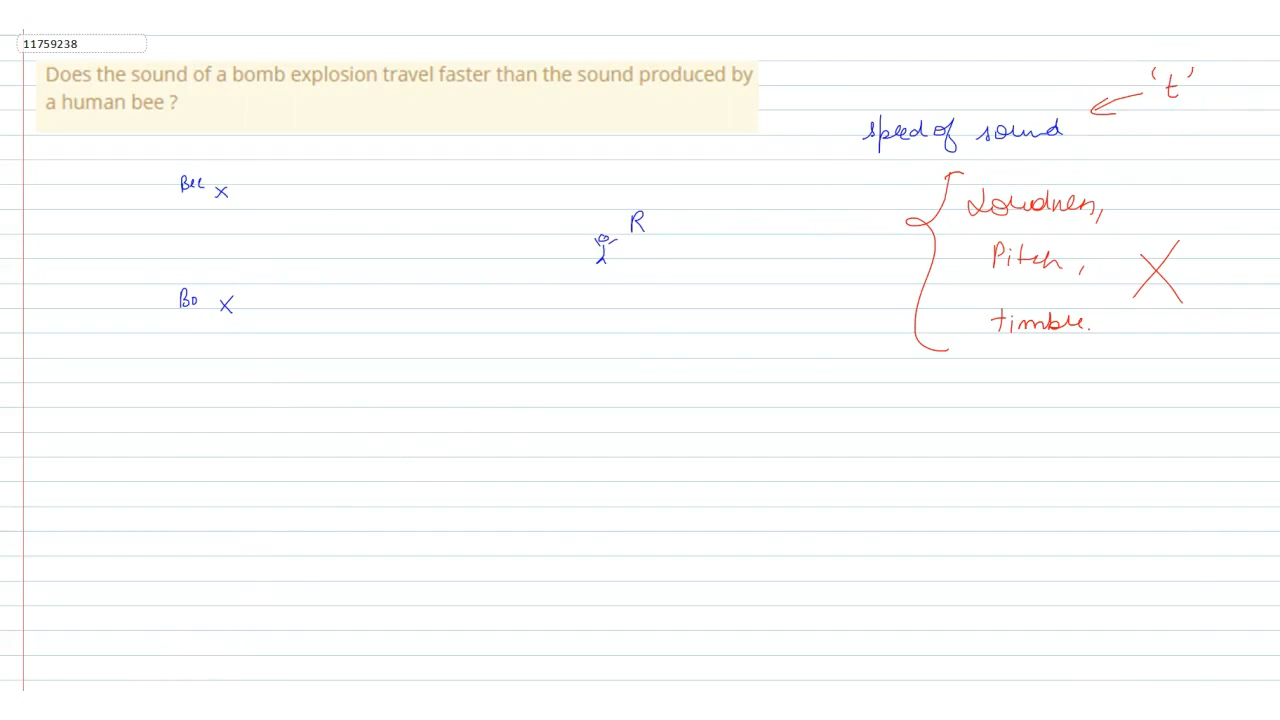 11759238
Does the sound of a bomb explosion travel faster than the sound produced by
a human bee ?
't'
speed of sound
Bee
Loudness,
R
Pitch,
Bo
timbre.